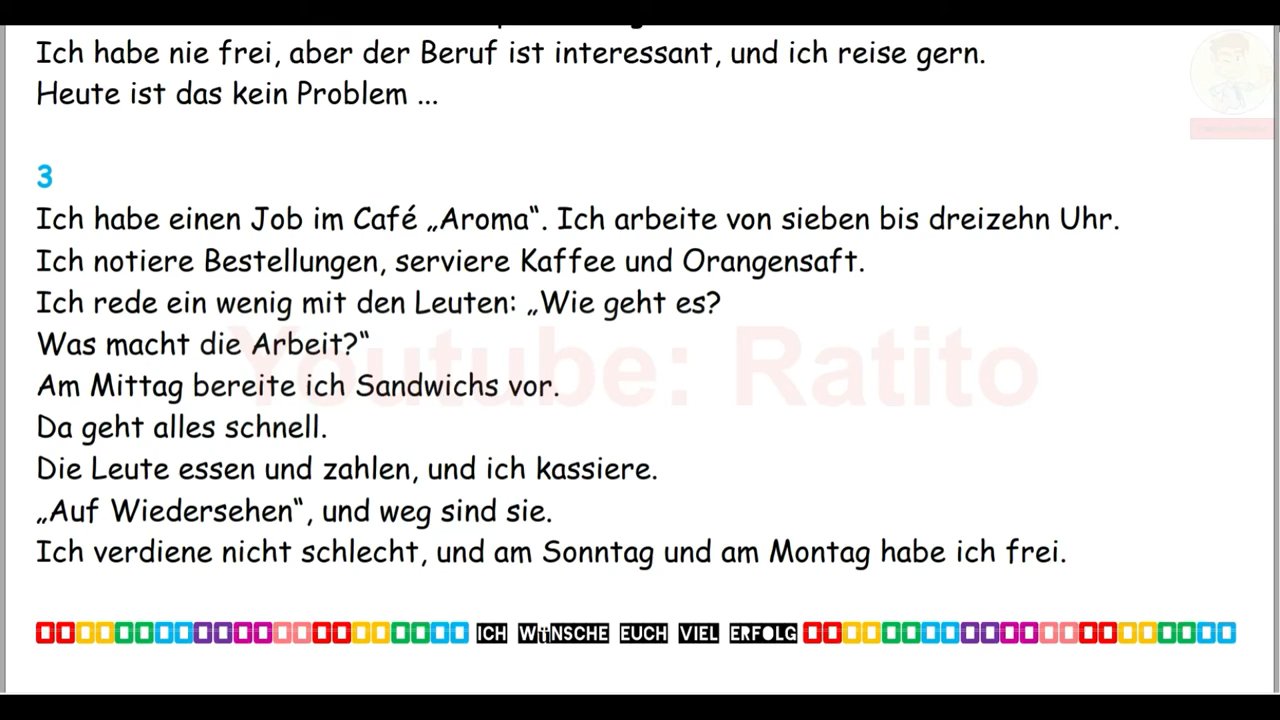 Ich habe nie frei, aber der Beruf ist interessant, und ich reise gern.
Heute ist das kein Problem ...
3
Ich habe einen Job im Café „Aroma“. Ich arbeite von sieben bis dreizehn Uhr.
Ich notiere Bestellungen, serviere Kaffee und Orangensaft.
Ich rede ein wenig mit den Leuten: „Wie geht es?
Was macht die Arbeit?“
Youtube: Ratito
Am Mittag bereite ich Sandwichs vor.
Da geht alles schnell.
Die Leute essen und zahlen, und ich kassiere.
„Auf Wiedersehen“, und weg sind sie.
Ich verdiene nicht schlecht, und am Sonntag und am Montag habe ich frei.
ICH WüNSCHE EUCH VIEL ERFOLG